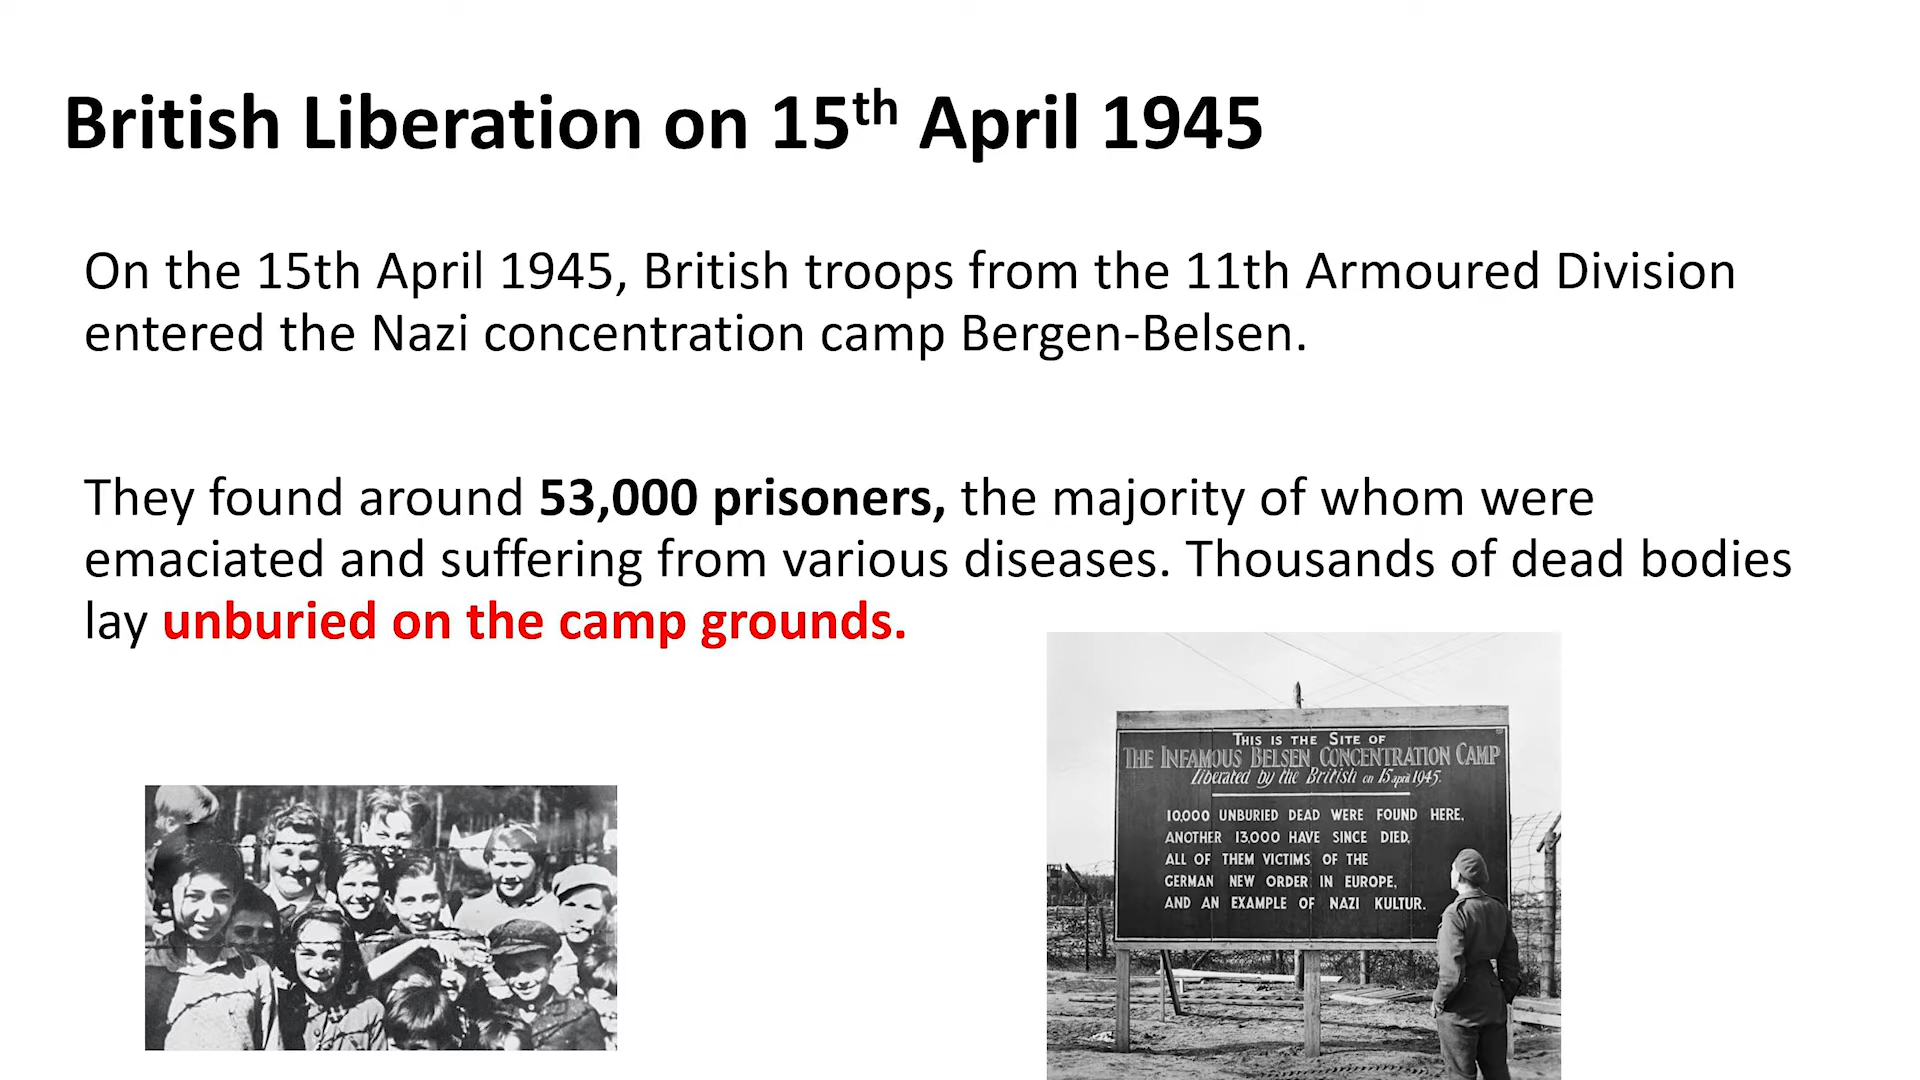 British Liberation on 15th April 1945
On the 15th April 1945, British troops from the 11th Armoured Division
entered the Nazi concentration camp Bergen-Belsen.
They found around 53,000 prisoners, the majority of whom were
emaciated and suffering from various diseases. Thousands of dead bodies
lay unburied on the camp grounds.
THIS IS THE SITE OF
THE INFAMOUS BELSEN CONCENTRATION CAMP
Liberated by the British on 15 april 1945.
10,000 UNBURIED DEAD WERE FOUND HERE,
ANOTHER 13,000 HAVE SINCE DIED,
ALL OF THEM VICTIMS OF THE
GERMAN NEW ORDER IN EUROPE,
AND AN EXAMPLE OF NAZI KULTUR.